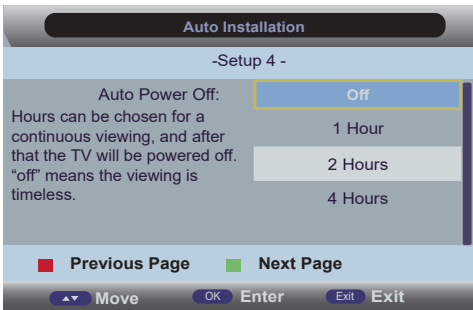 Auto Installation
-Setup 4 -
Auto Power Off:
Off
Hours can be chosen for a
continuous viewing, and after
that the TV will be powered off.
“off” means the viewing is
timeless.
1 Hour
2 Hours
4 Hours
Previous Page Next Page
Move OK Enter Exit Exit